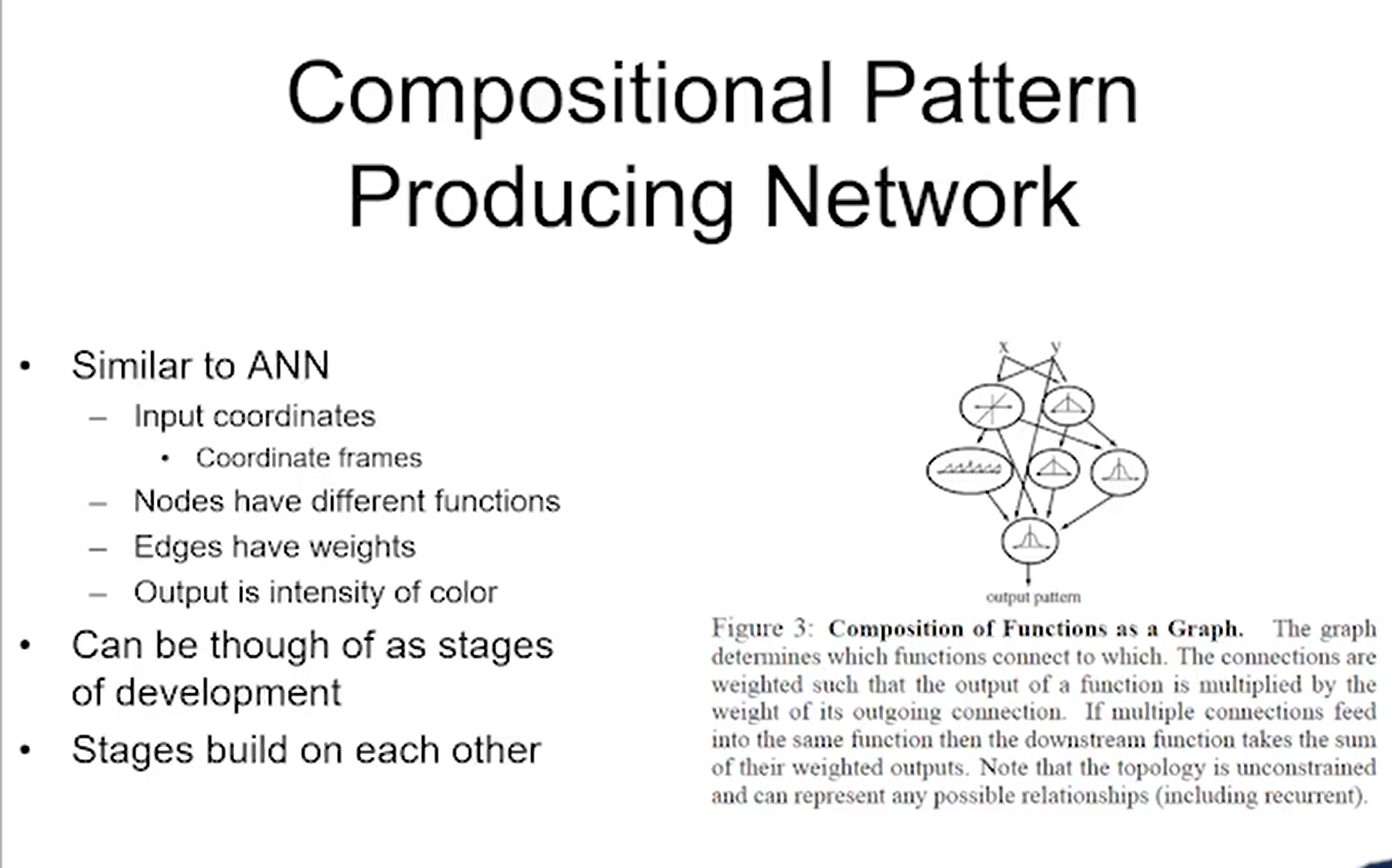 Compositional Pattern
Producing Network
• Similar to ANN
– Input coordinates
• Coordinate frames
– Nodes have different functions
– Edges have weights
– Output is intensity of color
• Can be though of as stages
of development
• Stages build on each other
x y
output pattern
Figure 3: Composition of Functions as a Graph. The graph
determines which functions connect to which. The connections are
weighted such that the output of a function is multiplied by the
weight of its outgoing connection. If multiple connections feed
into the same function then the downstream function takes the sum
of their weighted outputs. Note that the topology is unconstrained
and can represent any possible relationships (including recurrent).